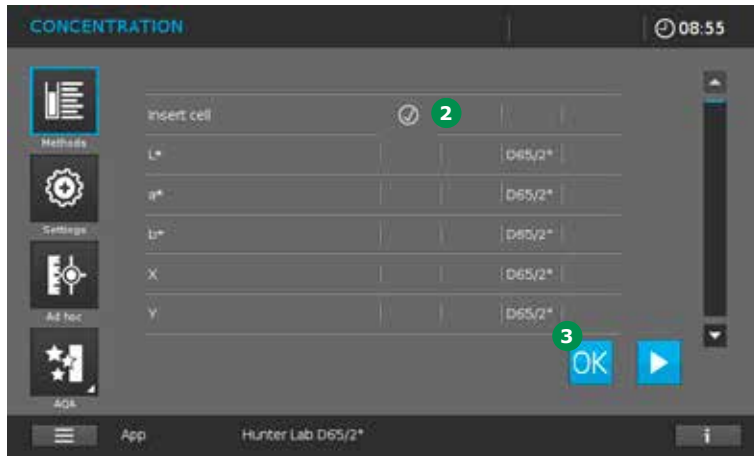 CONCENTRATION 08:55
Methods
Insert cell 2
L* D65/2°
Settings
a* D65/2°
b* D65/2°
Ad hoc
X D65/2°
Y D65/2°
3
OK
AQA
App Hunter Lab D65/2°
i